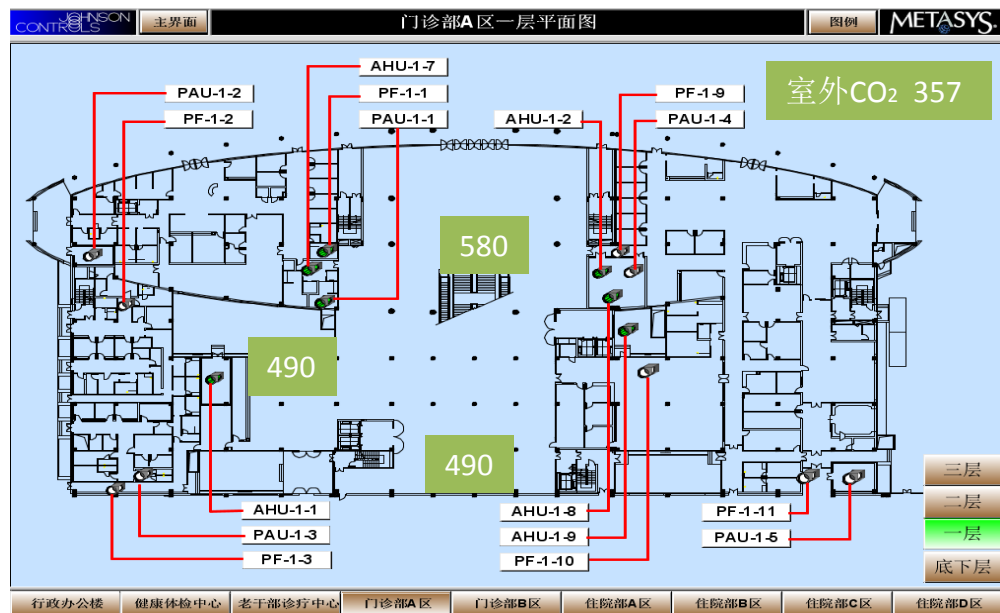 JOHNSON CONTROLS
主界面
门诊部A区一层平面图
图例
METASYS.
AHU-1-7
PAU-1-2
PF-1-1
PF-1-2
PAU-1-1
PF-1-9
AHU-1-2
PAU-1-4
室外CO₂ 357
580
490
490
AHU-1-1
PAU-1-3
PF-1-3
AHU-1-8
AHU-1-9
PF-1-10
PF-1-11
PAU-1-5
三层
二层
一层
底下层
行政办公楼
健康体检中心
老干部诊疗中心
门诊部A区
门诊部B区
住院部A区
住院部B区
住院部C区
住院部D区